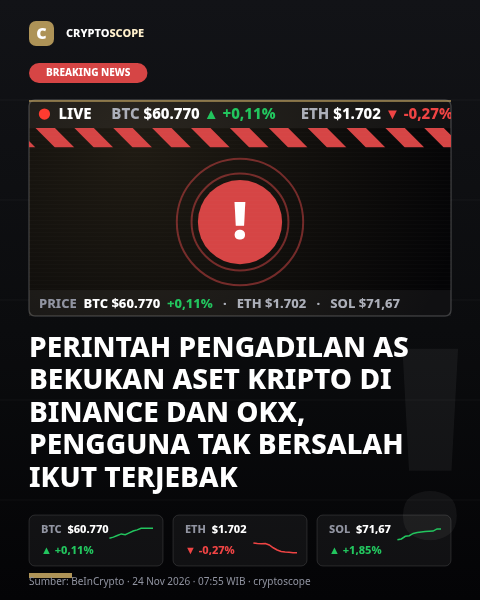 C CRYPTOSCOPE
BREAKING NEWS
LIVE BTC $60.770 ▲ +0,11% ETH $1.702 ▼ -0,27%
!
PRICE BTC $60.770 +0,11% · ETH $1.702 · SOL $71,67
PERINTAH PENGADILAN AS
BEKUKAN ASET KRIPTO DI
BINANCE DAN OKX,
PENGGUNA TAK BERSALAH
IKUT TERJEBAK
!
BTC $60.770 ETH $1.702 SOL $71,67
▲ +0,11% ▼ -0,27% ▲ +1,85%
Sumber: BeInCrypto · 24 Nov 2026 · 07:55 WIB · cryptoscope